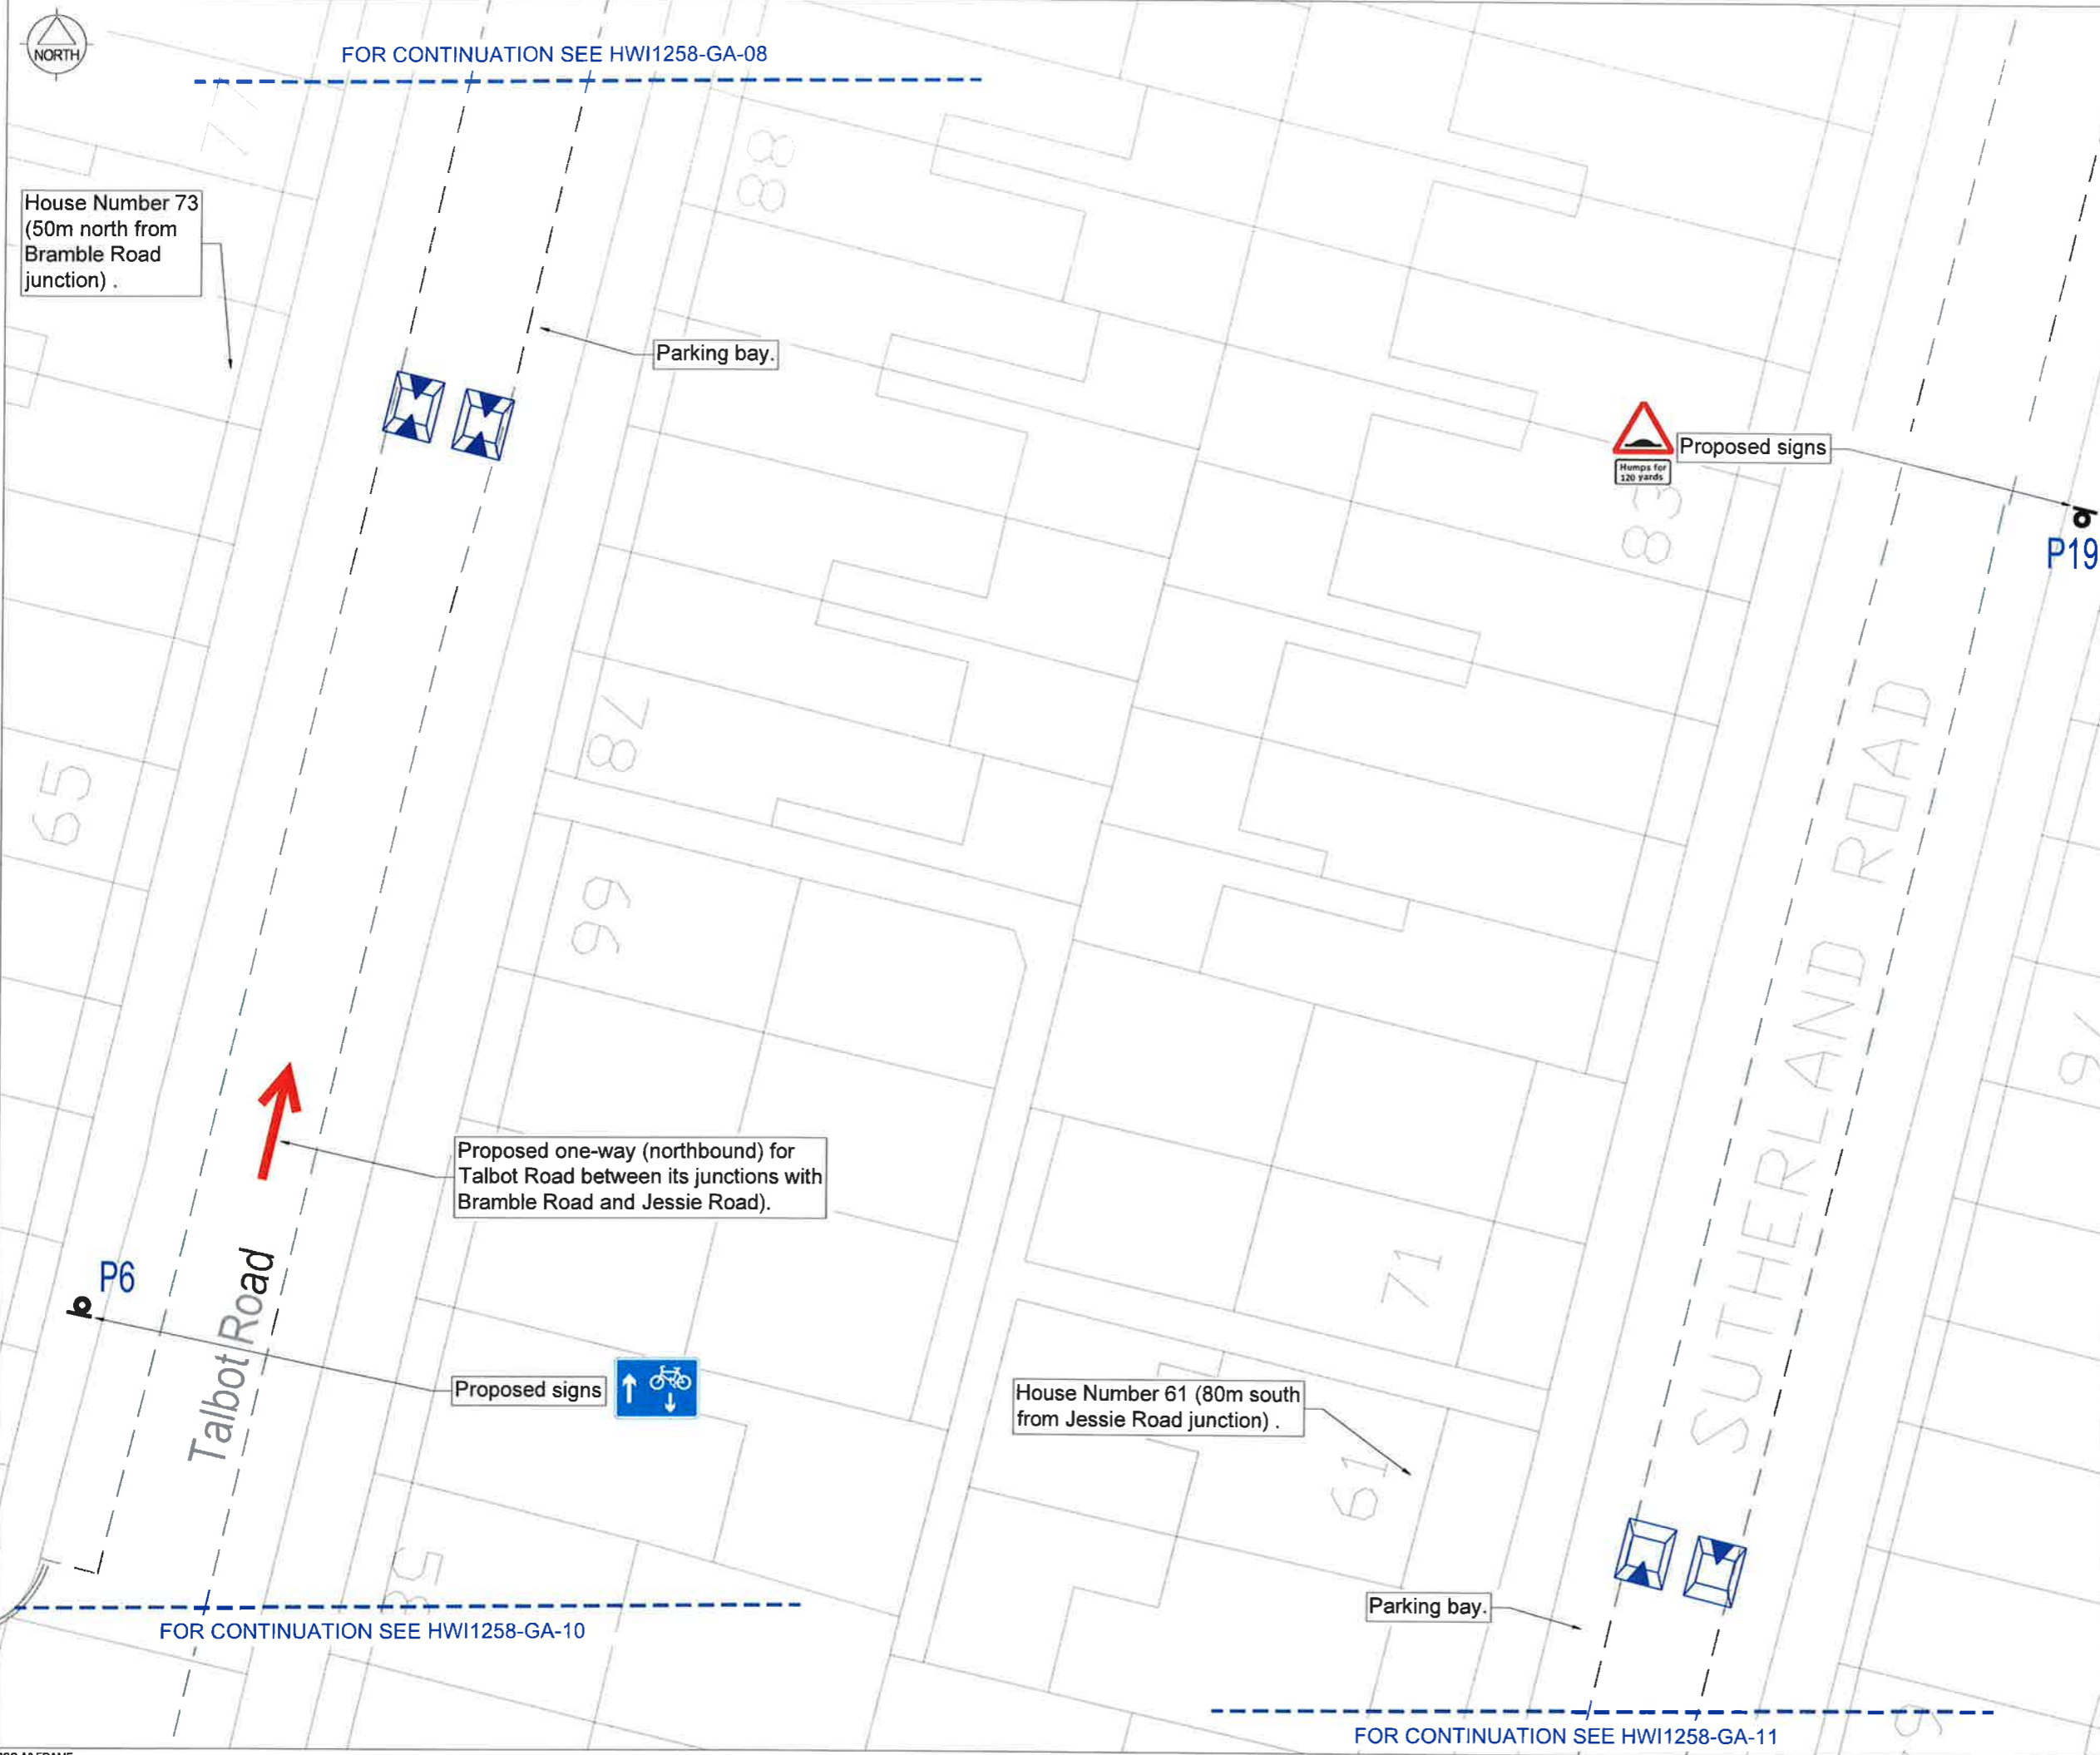 NORTH
FOR CONTINUATION SEE HWI1258-GA-08
77
88
House Number 73
(50m north from
Bramble Road
junction) .
Parking bay.
Proposed signs
Humps for
120 yards
83
P19
78
65
99
SUTHERLAND ROAD
Proposed one-way (northbound) for
Talbot Road between its junctions with
Bramble Road and Jessie Road).
P6
Talbot Road
71
Proposed signs
House Number 61 (80m south
from Jessie Road junction) .
61
Parking bay.
FOR CONTINUATION SEE HWI1258-GA-10
FOR CONTINUATION SEE HWI1258-GA-11